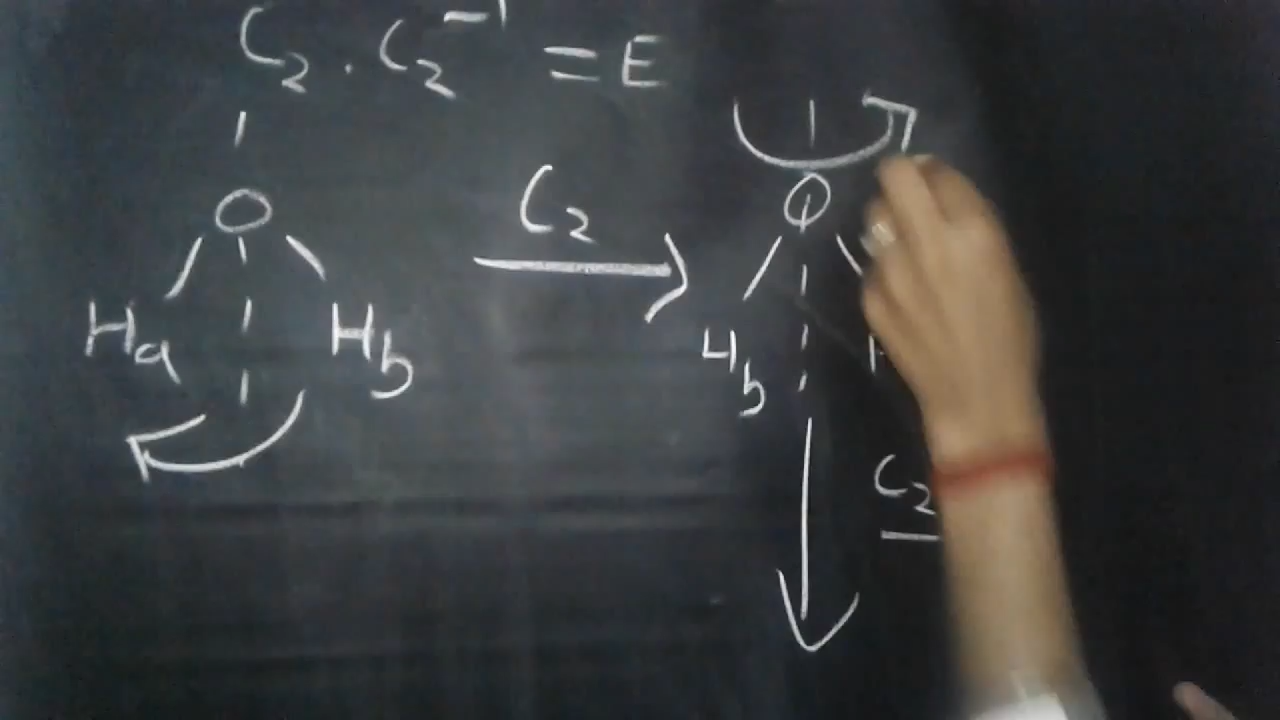 C₂ . C₂⁻¹ = E
O C₂ O
Ha Hb Hb H
C₂